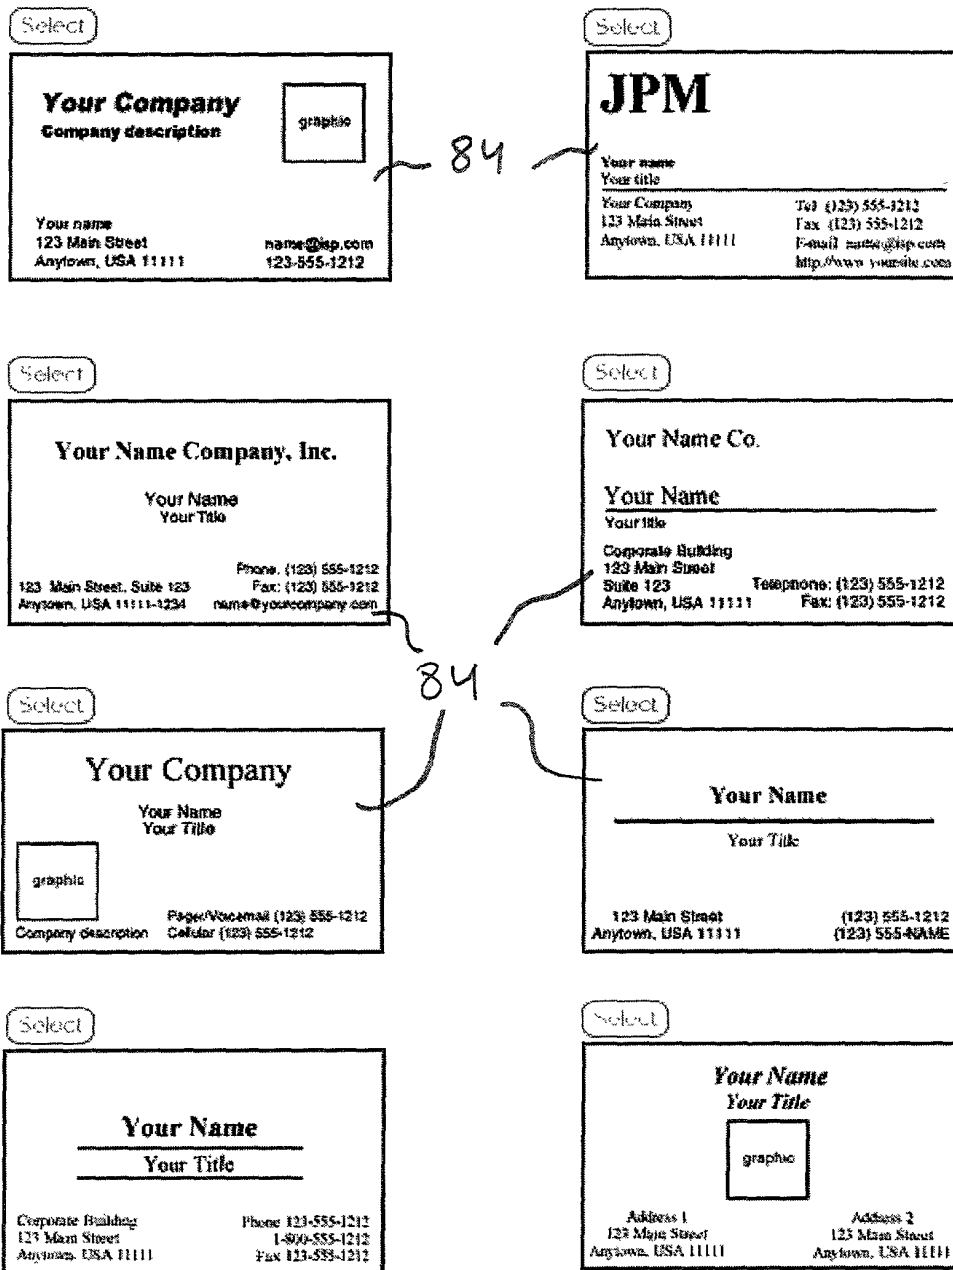 Select
Your Company
Company description
graphic
Your name
123 Main Street
Anytown, USA 11111
name@isp.com
123-555-1212
Select
JPM
Your name
Your title
Your Company
123 Main Street
Anytown, USA 11111
Tel (123) 555-1212
Fax (123) 555-1212
E-mail name@isp.com
http://www.yoursite.com
84
Select
Your Name Company, Inc.
Your Name
Your Title
123 Main Street, Suite 123
Anytown, USA 11111-1234
Phone: (123) 555-1212
Fax: (123) 555-1212
name@yourcompany.com
Select
Your Name Co.
Your Name
Your title
Corporate Building
123 Main Street
Suite 123
Anytown, USA 11111
Telephone: (123) 555-1212
Fax: (123) 555-1212
84
Select
Your Company
Your Name
Your Title
graphic
Company description
Pager/Voicemail (123) 555-1212
Cellular (123) 555-1212
Select
Your Name
Your Title
123 Main Street
Anytown, USA 11111
(123) 555-1212
(123) 555-NAME
Select
Your Name
Your Title
Corporate Building
123 Main Street
Anytown, USA 11111
Phone 123-555-1212
1-800-555-1212
Fax 123-555-1212
Select
Your Name
Your Title
graphic
Address 1
123 Main Street
Anytown, USA 11111
Address 2
123 Main Street
Anytown, USA 11111